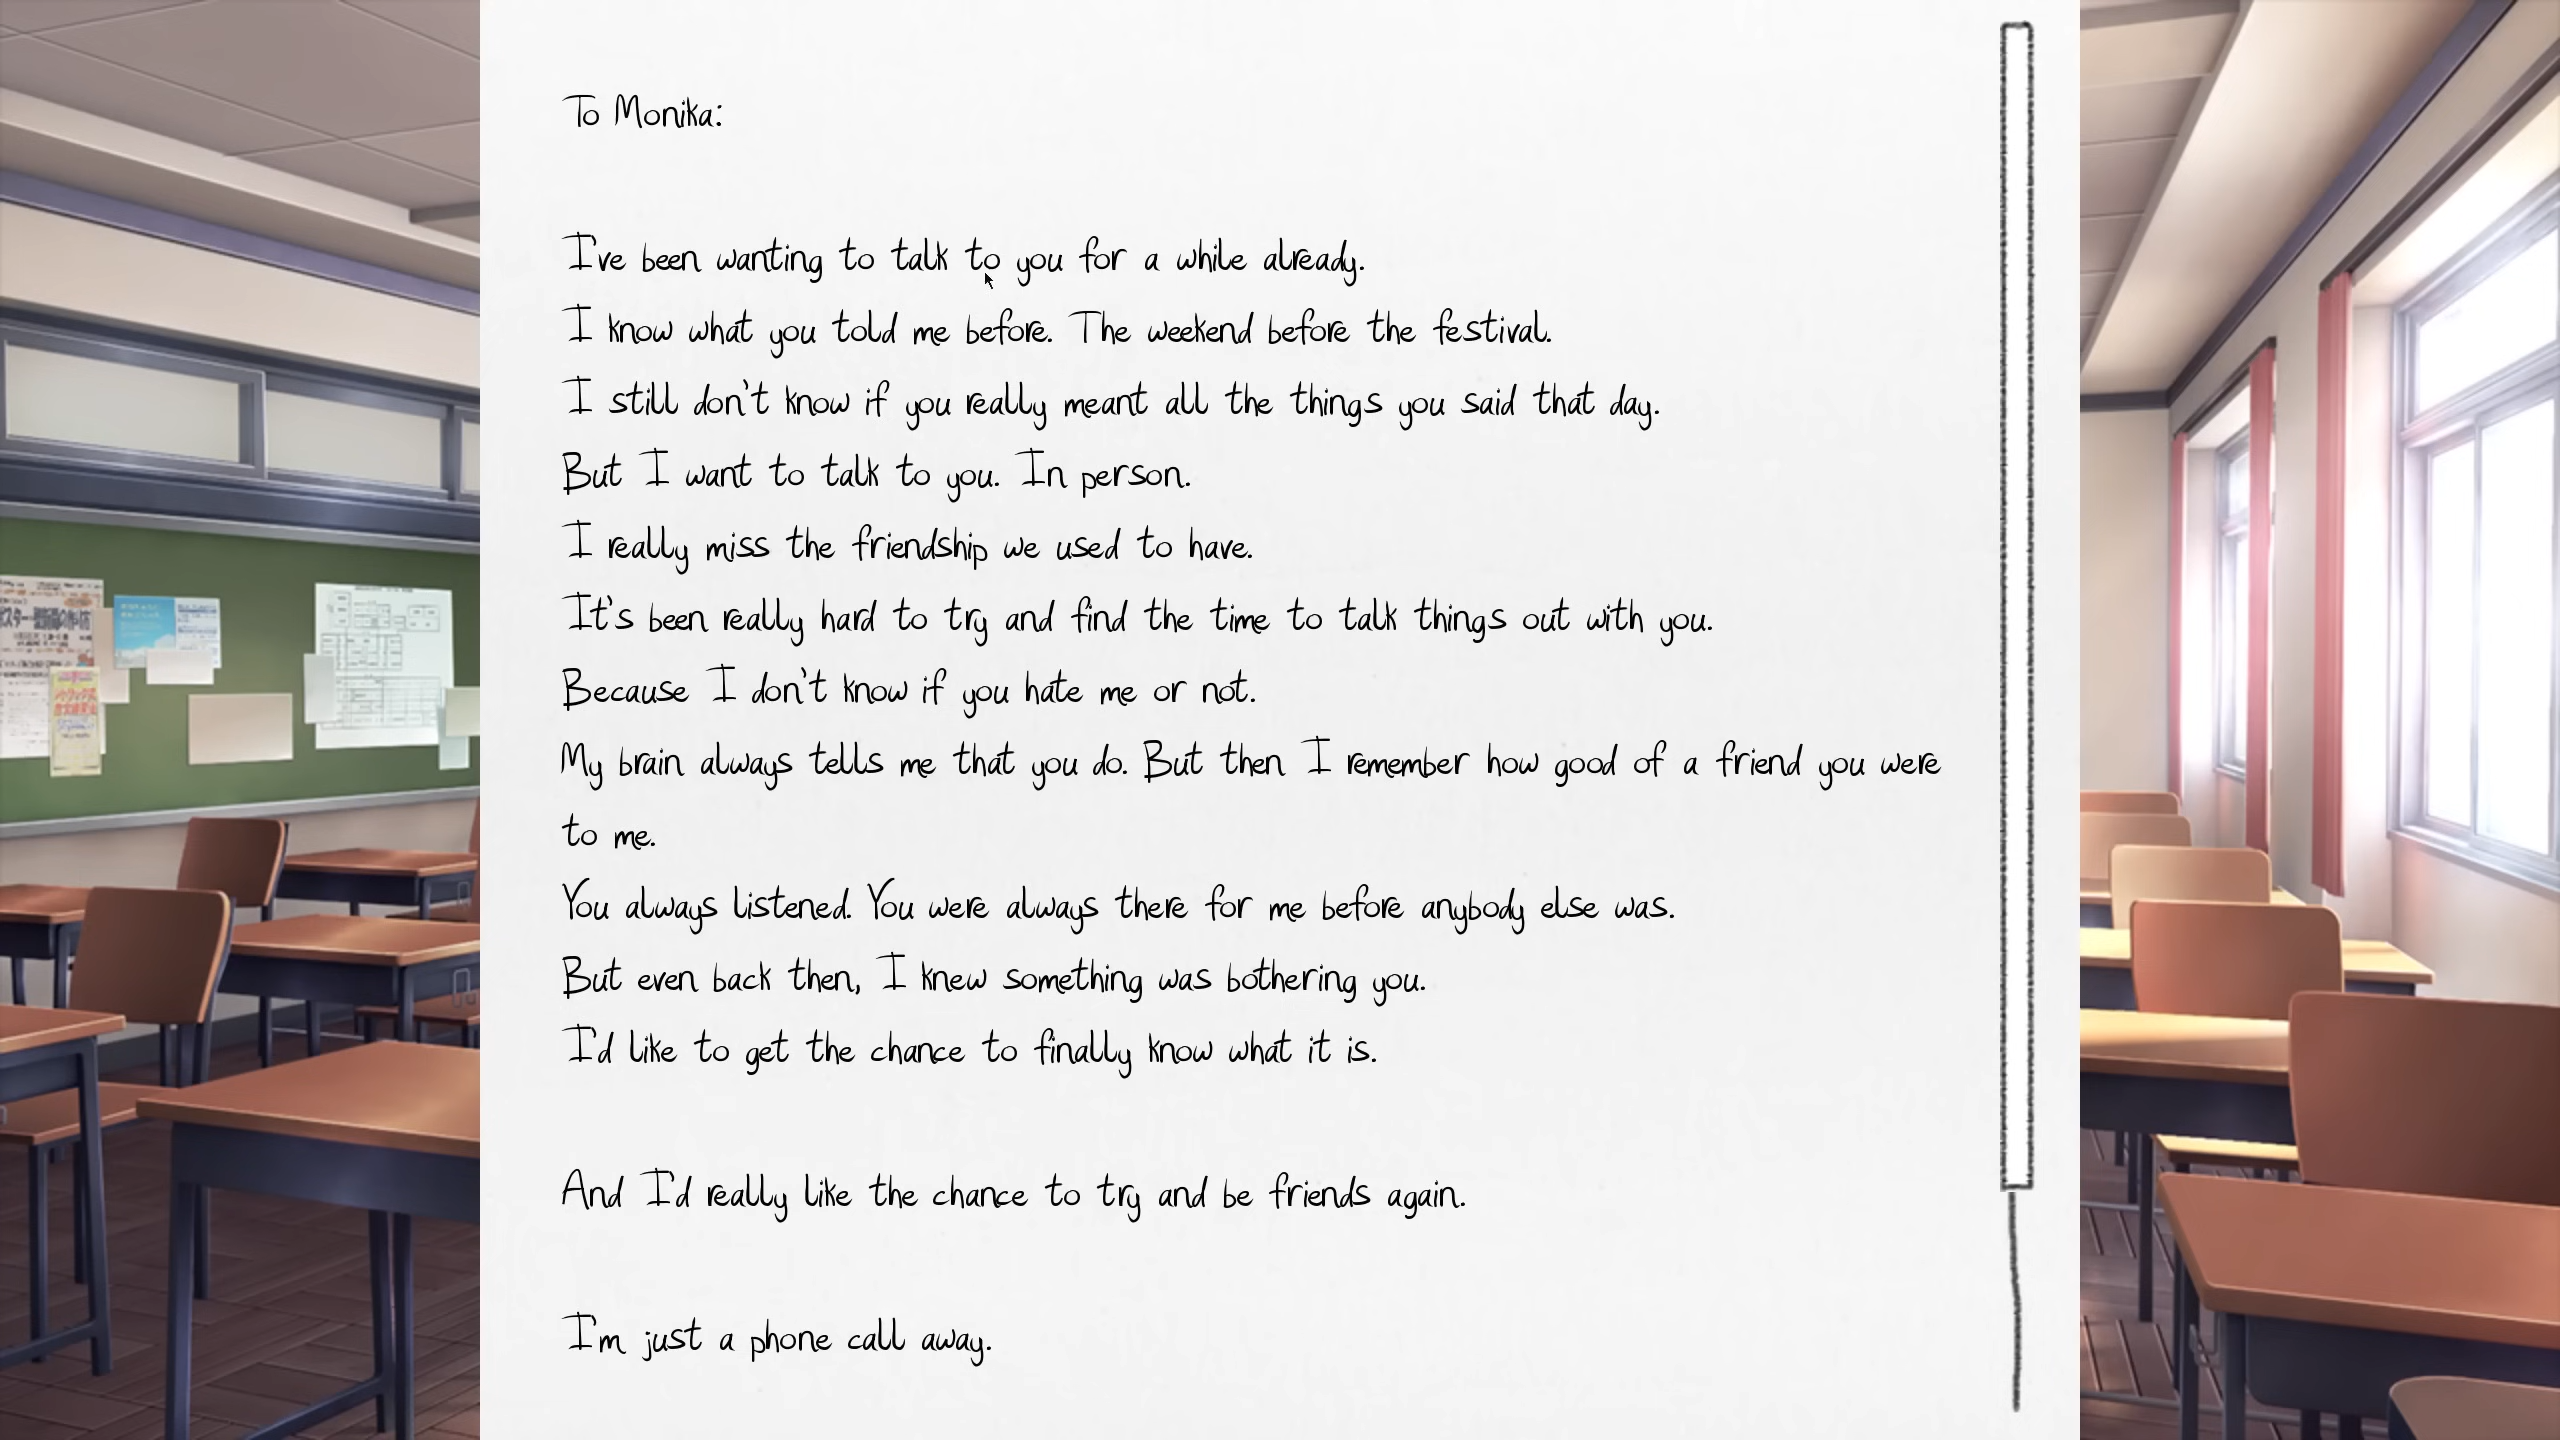 To Monika:
I've been wanting to talk to you for a while already.
I know what you told me before. The weekend before the festival.
I still don't know if you really meant all the things you said that day.
But I want to talk to you. In person.
I really miss the friendship we used to have.
It's been really hard to try and find the time to talk things out with you.
Because I don't know if you hate me or not.
My brain always tells me that you do. But then I remember how good of a friend you were
to me.
You always listened. You were always there for me before anybody else was.
But even back then, I knew something was bothering you.
I'd like to get the chance to finally know what it is.
And I'd really like the chance to try and be friends again.
I'm just a phone call away.